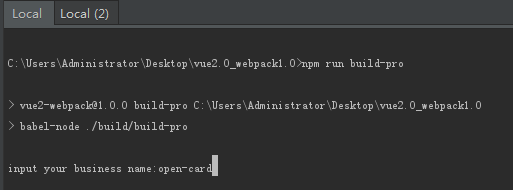 Local Local (2)
C:\Users\Administrator\Desktop\vue2.0_webpack1.0>npm run build-pro
> vue2-webpack@1.0.0 build-pro C:\Users\Administrator\Desktop\vue2.0_webpack1.0
> babel-node ./build/build-pro
input your business name:open-card